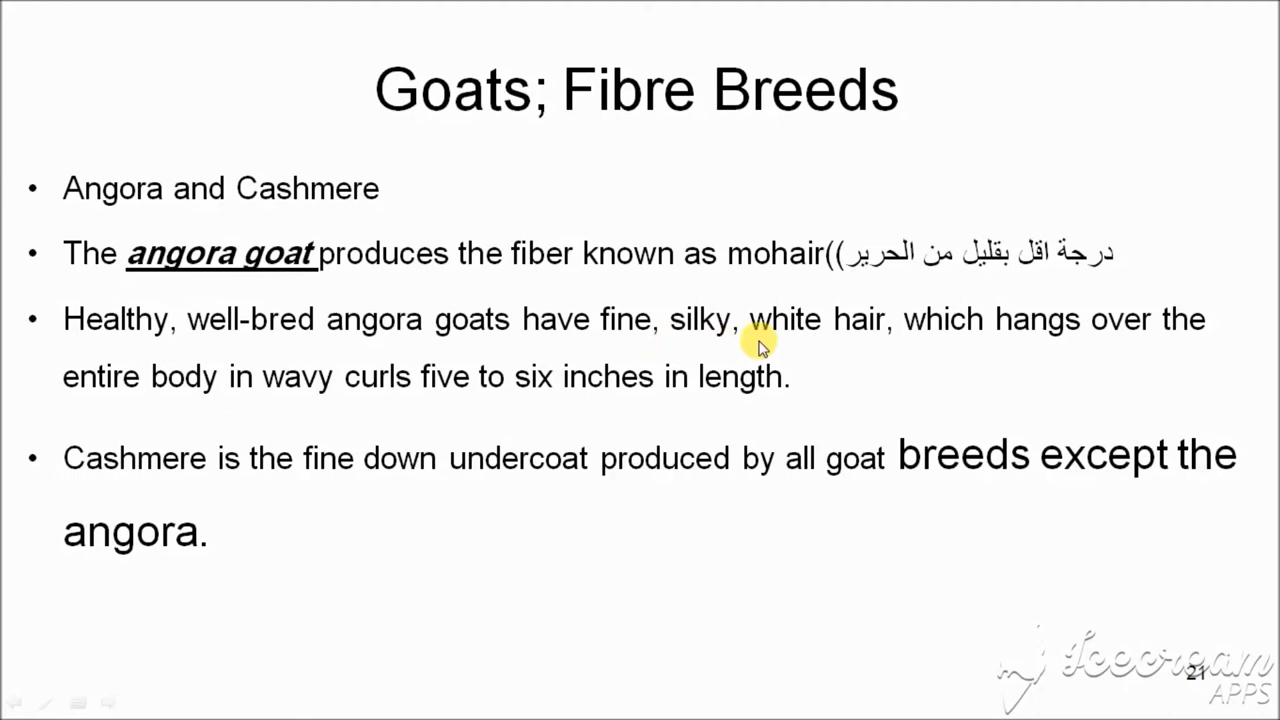 Goats; Fibre Breeds
• Angora and Cashmere
• The angora goat produces the fiber known as mohair((درجة اقل بقليل من الحرير
• Healthy, well-bred angora goats have fine, silky, white hair, which hangs over the
entire body in wavy curls five to six inches in length.
• Cashmere is the fine down undercoat produced by all goat breeds except the
angora.
Icecream
21
APPS